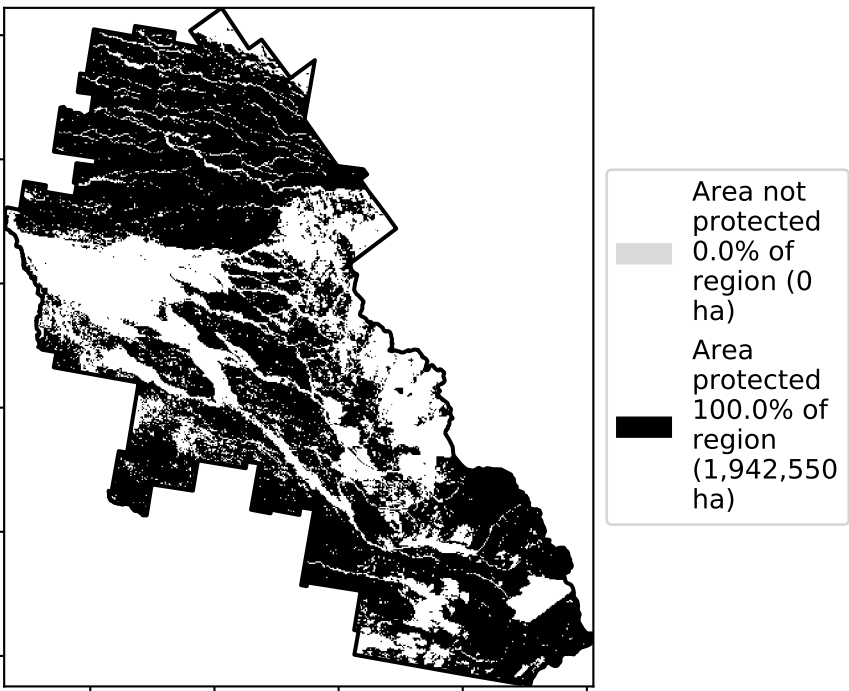 Area not
protected
0.0% of
region (0
ha)
Area
protected
100.0% of
region
(1,942,550
ha)